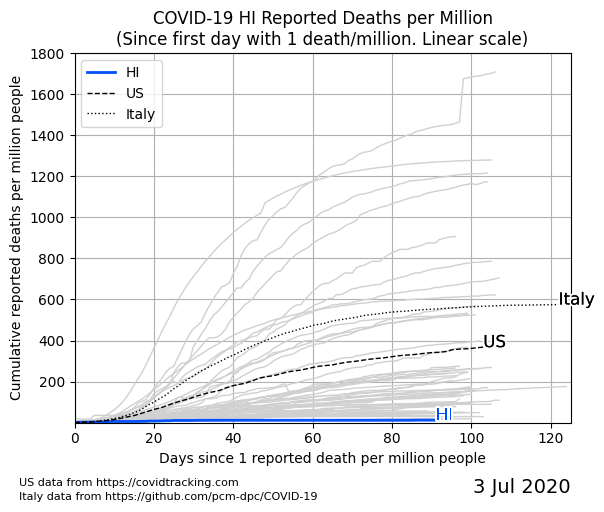 COVID-19 HI Reported Deaths per Million
(Since first day with 1 death/million. Linear scale)
Cumulative reported deaths per million people
1800
1600
1400
1200
1000
800
600
400
200
HI
US
Italy
Italy
US
HI
0
20
40
60
80
100
120
Days since 1 reported death per million people
US data from https://covidtracking.com
Italy data from https://github.com/pcm-dpc/COVID-19
3 Jul 2020